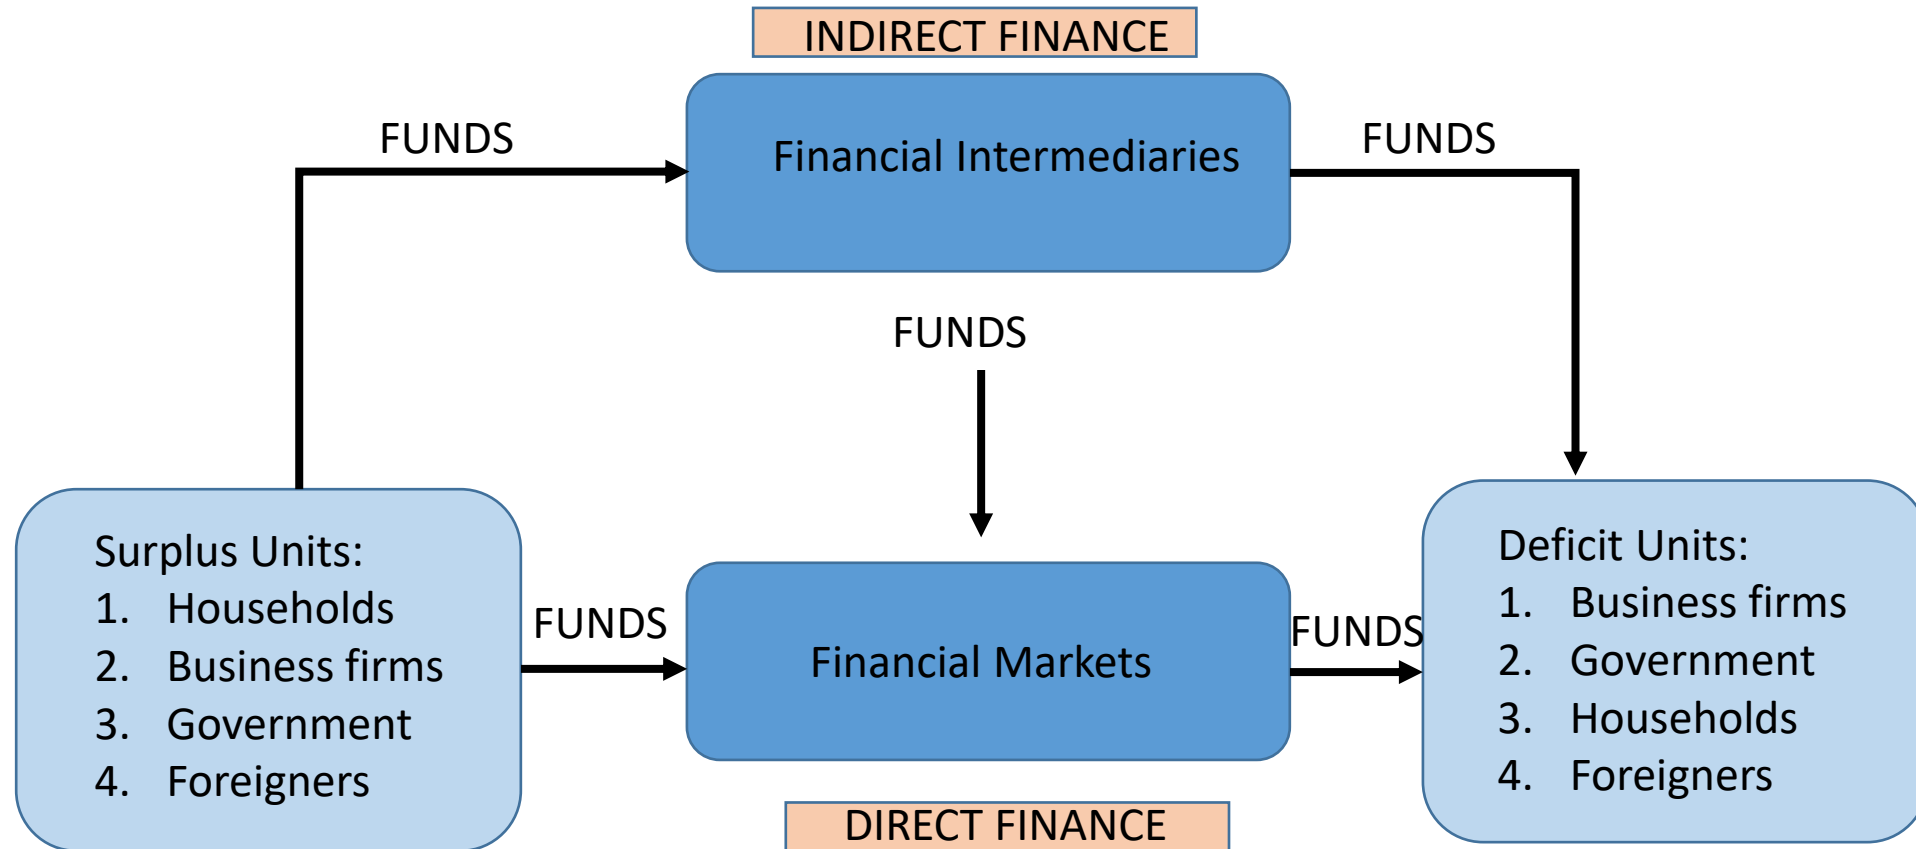 INDIRECT FINANCE
FUNDS
Financial Intermediaries
FUNDS
FUNDS
Surplus Units:
1. Households
2. Business firms
3. Government
4. Foreigners
FUNDS
Financial Markets
FUNDS
Deficit Units:
1. Business firms
2. Government
3. Households
4. Foreigners
DIRECT FINANCE